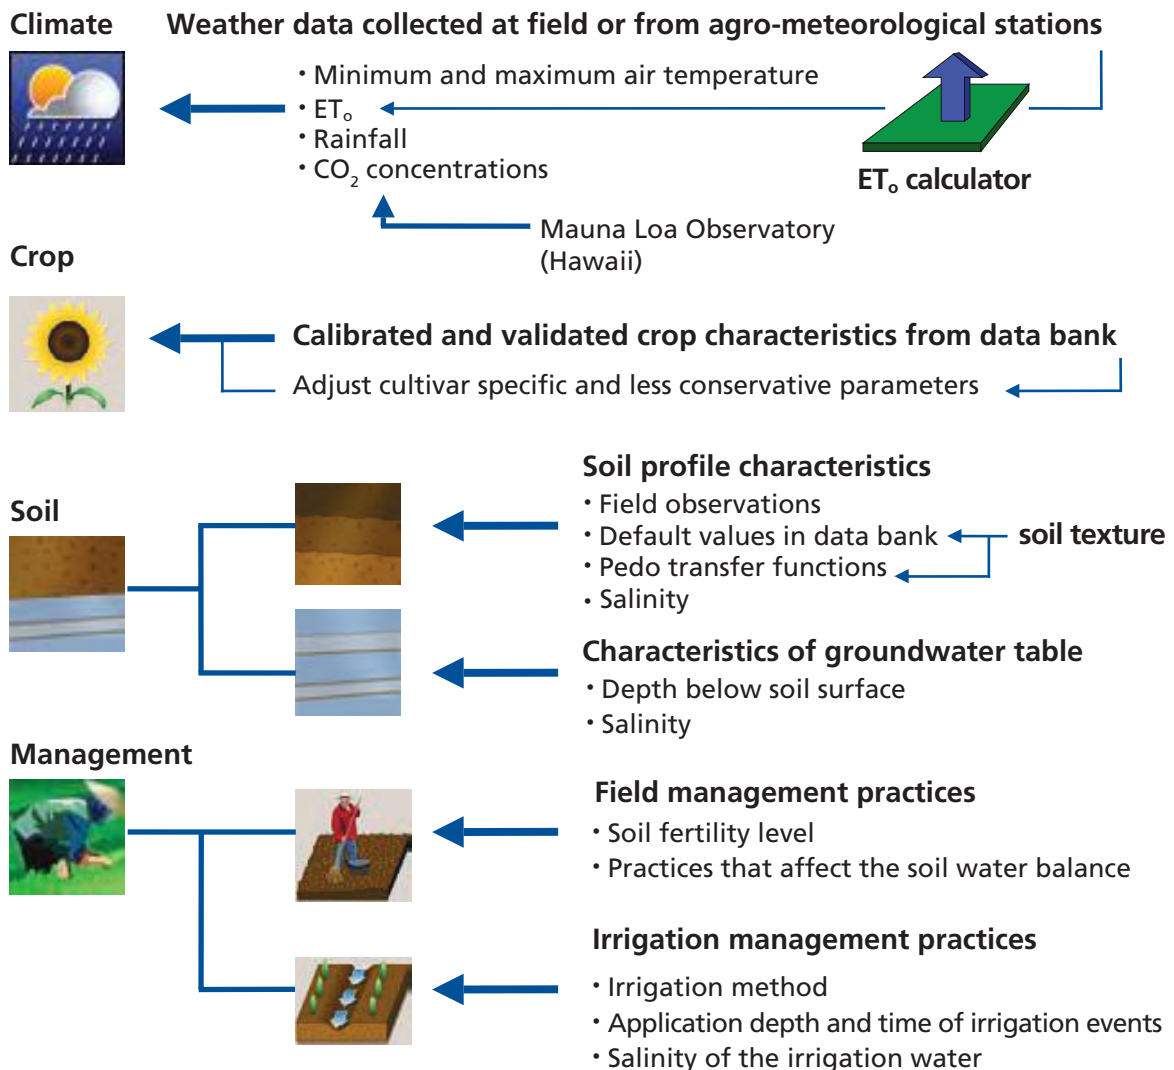 Climate
Weather data collected at field or from agro-meteorological stations
· Minimum and maximum air temperature
· ETo
· Rainfall
· CO2 concentrations
ETo calculator
Mauna Loa Observatory
(Hawaii)
Crop
Calibrated and validated crop characteristics from data bank
Adjust cultivar specific and less conservative parameters
Soil
Soil profile characteristics
· Field observations
· Default values in data bank
soil texture
· Pedo transfer functions
· Salinity
Characteristics of groundwater table
· Depth below soil surface
· Salinity
Management
Field management practices
· Soil fertility level
· Practices that affect the soil water balance
Irrigation management practices
· Irrigation method
· Application depth and time of irrigation events
· Salinity of the irrigation water